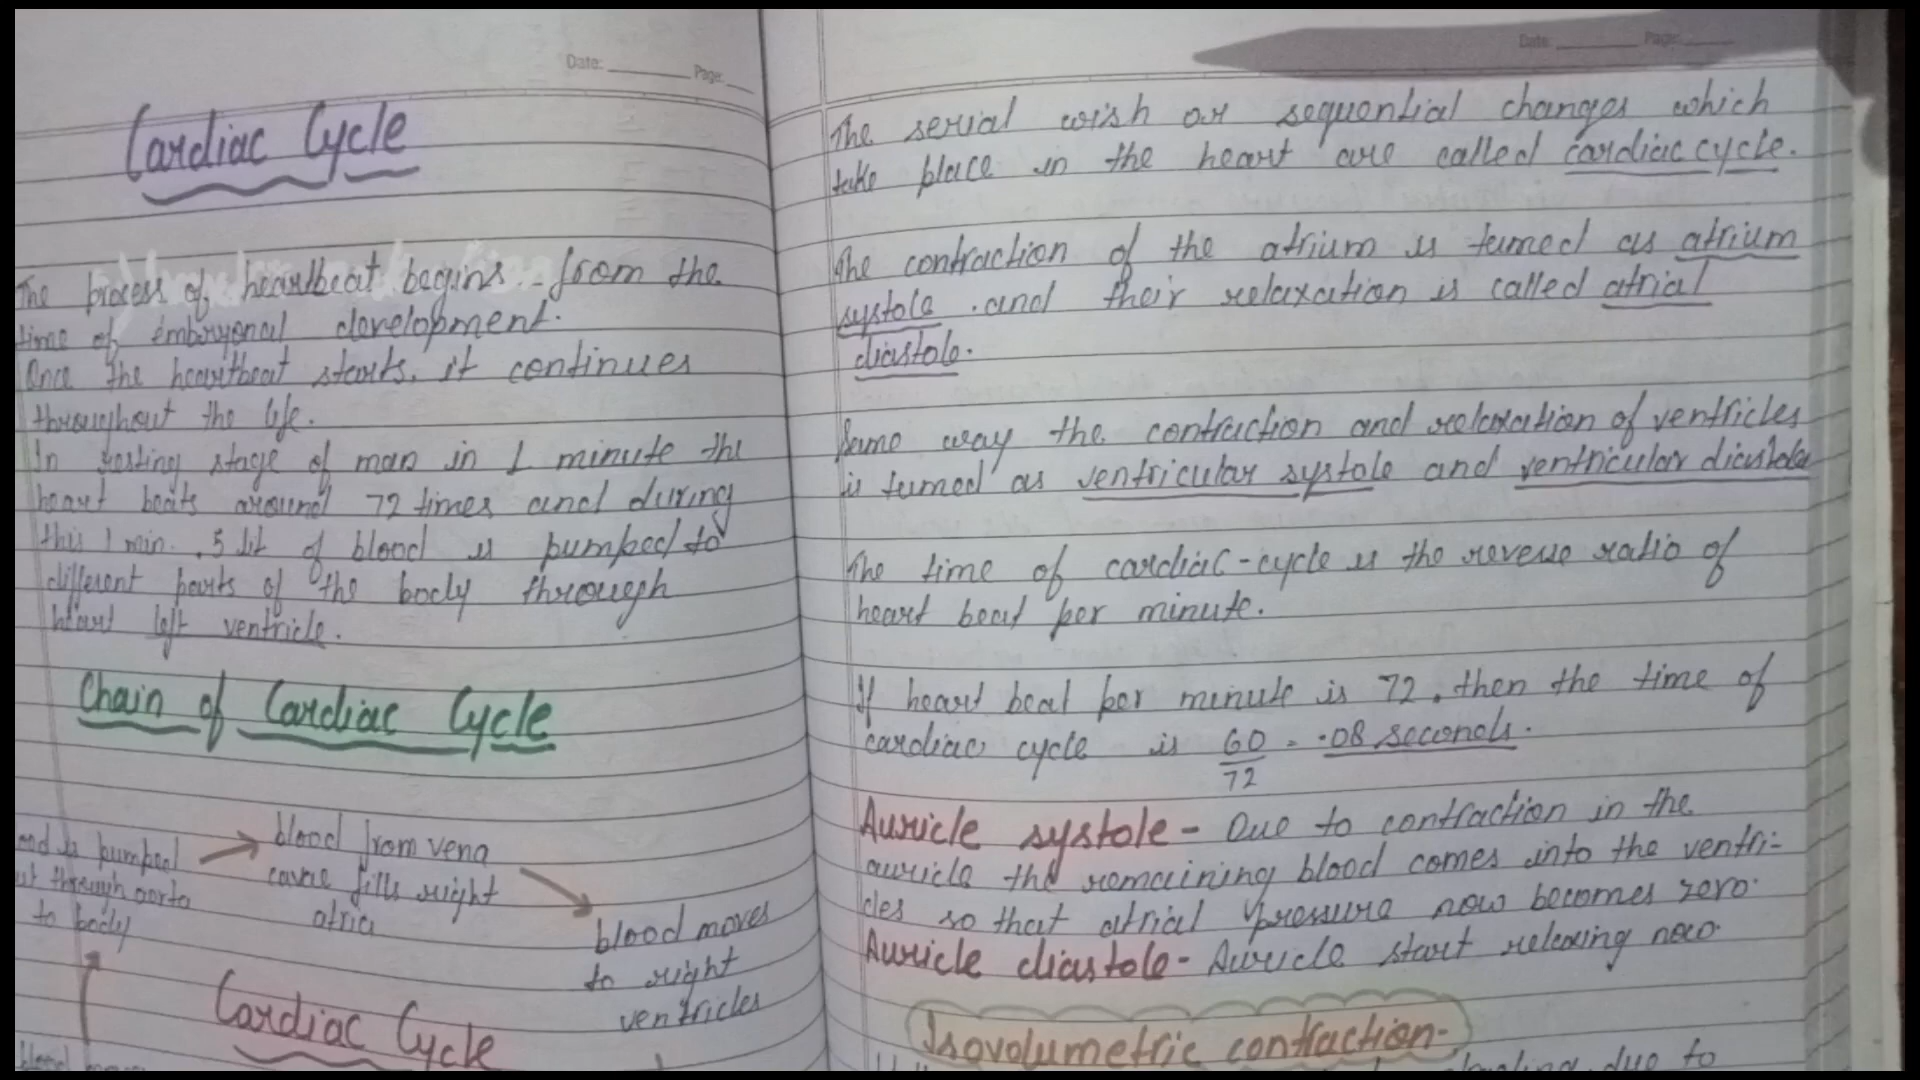 Date: Page:
Cardiac Cycle
The process of heartbeat begins from the
time of embryonal development.
Once the heartbeat starts, it continues
throughout the life.
In resting stage of man in 1 minute the
heart beats around 72 times and during
this 1 min. 5 lit of blood is pumped to
different parts of the body through
heart left ventricle.
Chain of Cardiac Cycle
is pumped
through aorta
to body
blood from vena
cavae fills right
atria
blood moves
to right
ventricles
Cardiac Cycle
Date: Page:
The serial wish or sequential changes which
take place in the heart are called cardiac cycle.
The contraction of the atrium is termed as atrium
systole and their relaxation is called atrial
diastole.
Same way the contraction and relaxation of ventricles
is termed as ventricular systole and ventricular diastole
The time of cardiac-cycle is the reverse ratio of
heart beat per minute.
If heart beat per minute is 72, then the time of
cardiac cycle is 60 = .08 seconds.
72
Auricle systole - Due to contraction in the
auricle the remaining blood comes into the ventri-
cles so that atrial pressure now becomes zero.
Auricle diastole - Auricle start relaxing now.
Isovolumetric contraction-
due to